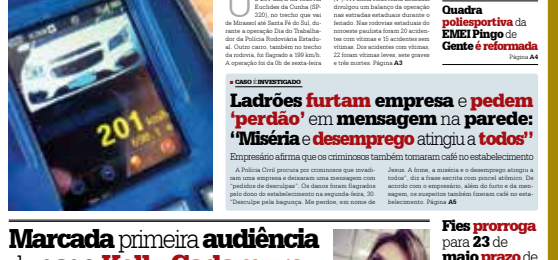 201
km/h
Euclides da Cunha (SP-
320), no trecho que vai
de Mirassol até Santa Fé do Sul, du-
rante a operação Dia do Trabalha-
dor da Polícia Rodoviária Estadu-
al. Outro carro, também no trecho
da rodovia, foi flagrado a 199 km/h.
A operação foi da 0h de sexta-feira
divulgou um balanço da operação
nas estradas estaduais durante o
feriado. Nas rodovias estaduais do
noroeste paulista foram 20 aciden-
tes com vítimas e 15 acidentes sem
vítimas. Dos acidentes com vítimas,
22 foram vítimas leves, sete graves
e três mortes. Página A3
Quadra
poliesportiva da
EMEI Pingo de
Gente é reformada
Página A4
CASO É INVESTIGADO
Ladrões furtam empresa e pedem
‘perdão’ em mensagem na parede:
“Miséria e desemprego atingiu a todos”
Empresário afirma que os criminosos também tomaram café no estabelecimento
A Polícia Civil procura por criminosos que invadi-
ram uma empresa e deixaram uma mensagem com
“pedidos de desculpas”. Os danos foram flagrados
pelo dono do estabelecimento na segunda-feira, 30.
“Desculpe pela bagunça. Me perdoe, em nome de
Jesus. A fome, a miséria e o desemprego atingiu a
todos”, diz a frase escrita com pincel atômico. De
acordo com o empresário, além do furto e da men-
sagem, os suspeitos também fizeram café no esta-
belecimento. Página A5
Marcada primeira audiência
Fies prorroga
para 23 de
maio prazo de